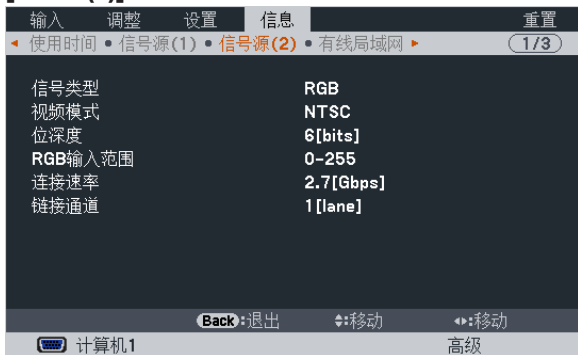 输入 调整 设置 信息 重置
◂ 使用时间 • 信号源(1) • 信号源(2) • 有线局域网 ▸ 1/3
信号类型 RGB
视频模式 NTSC
位深度 6[bits]
RGB输入范围 0-255
连接速率 2.7[Gbps]
链接通道 1[lane]
Back:退出 ♦:移动 ◂▸:移动
计算机1 高级